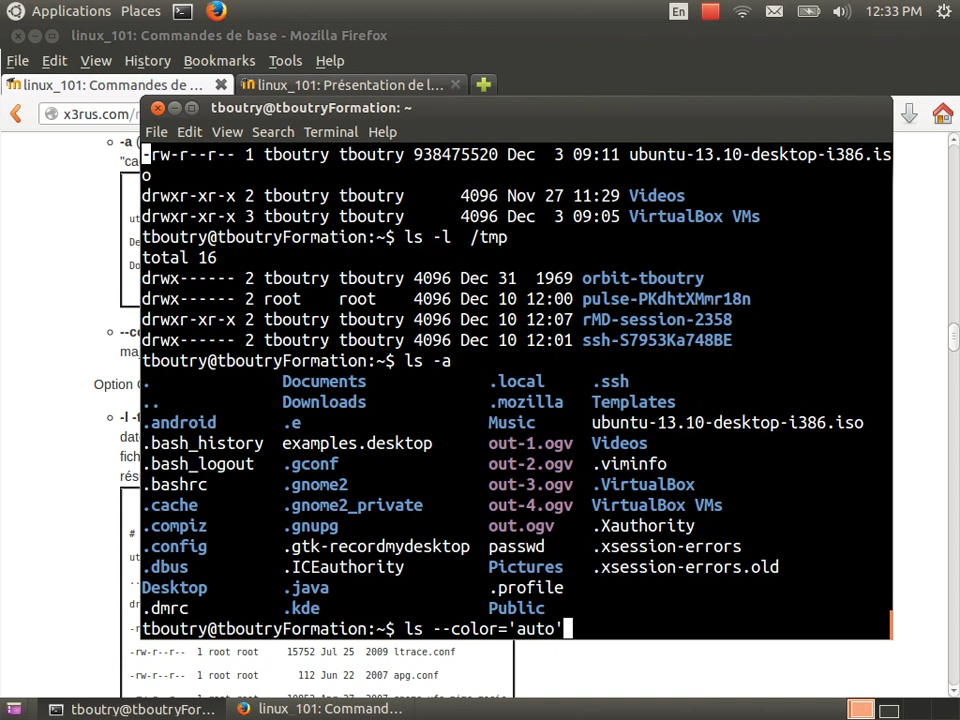 Applications Places En 12:33 PM
linux_101: Commandes de base - Mozilla Firefox
File Edit View History Bookmarks Tools Help
linux_101: Commandes de ... linux_101: Présentation de l...
x3rus.com/
tboutry@tboutryFormation: ~
File Edit View Search Terminal Help
-a (
"ca
ut
De
Do
--co
ma
Option
-l -
dat
fich
rés
#
ut
..
dr
-r
-rw-r--r-- 1 tboutry tboutry 938475520 Dec  3 09:11 ubuntu-13.10-desktop-i386.is
o
drwxr-xr-x 2 tboutry tboutry      4096 Nov 27 11:29 Videos
drwxr-xr-x 3 tboutry tboutry      4096 Dec  3 09:05 VirtualBox VMs
tboutry@tboutryFormation:~$ ls -l  /tmp
total 16
drwx------ 2 tboutry tboutry 4096 Dec 31  1969 orbit-tboutry
drwx------ 2 root    root    4096 Dec 10 12:00 pulse-PKdhtXMmr18n
drwxr-xr-x 2 tboutry tboutry 4096 Dec 10 12:07 rMD-session-2358
drwx------ 2 tboutry tboutry 4096 Dec 10 12:01 ssh-S7953Ka748BE
tboutry@tboutryFormation:~$ ls -a
. Documents .local .ssh
.. Downloads .mozilla Templates
.android .e Music ubuntu-13.10-desktop-i386.iso
.bash_history examples.desktop out-1.ogv Videos
.bash_logout .gconf out-2.ogv .viminfo
.bashrc .gnome2 out-3.ogv .VirtualBox
.cache .gnome2_private out-4.ogv VirtualBox VMs
.compiz .gnupg out.ogv .Xauthority
.config .gtk-recordmydesktop passwd .xsession-errors
.dbus .ICEauthority Pictures .xsession-errors.old
Desktop .java .profile
.dmrc .kde Public
tboutry@tboutryFormation:~$ ls --color='auto'
-rw-r--r-- 1 root root 15752 Jul 25 2009 ltrace.conf
-rw-r--r-- 1 root root 112 Jun 22 2007 apg.conf
tboutry@tboutryFor... linux_101: Command...